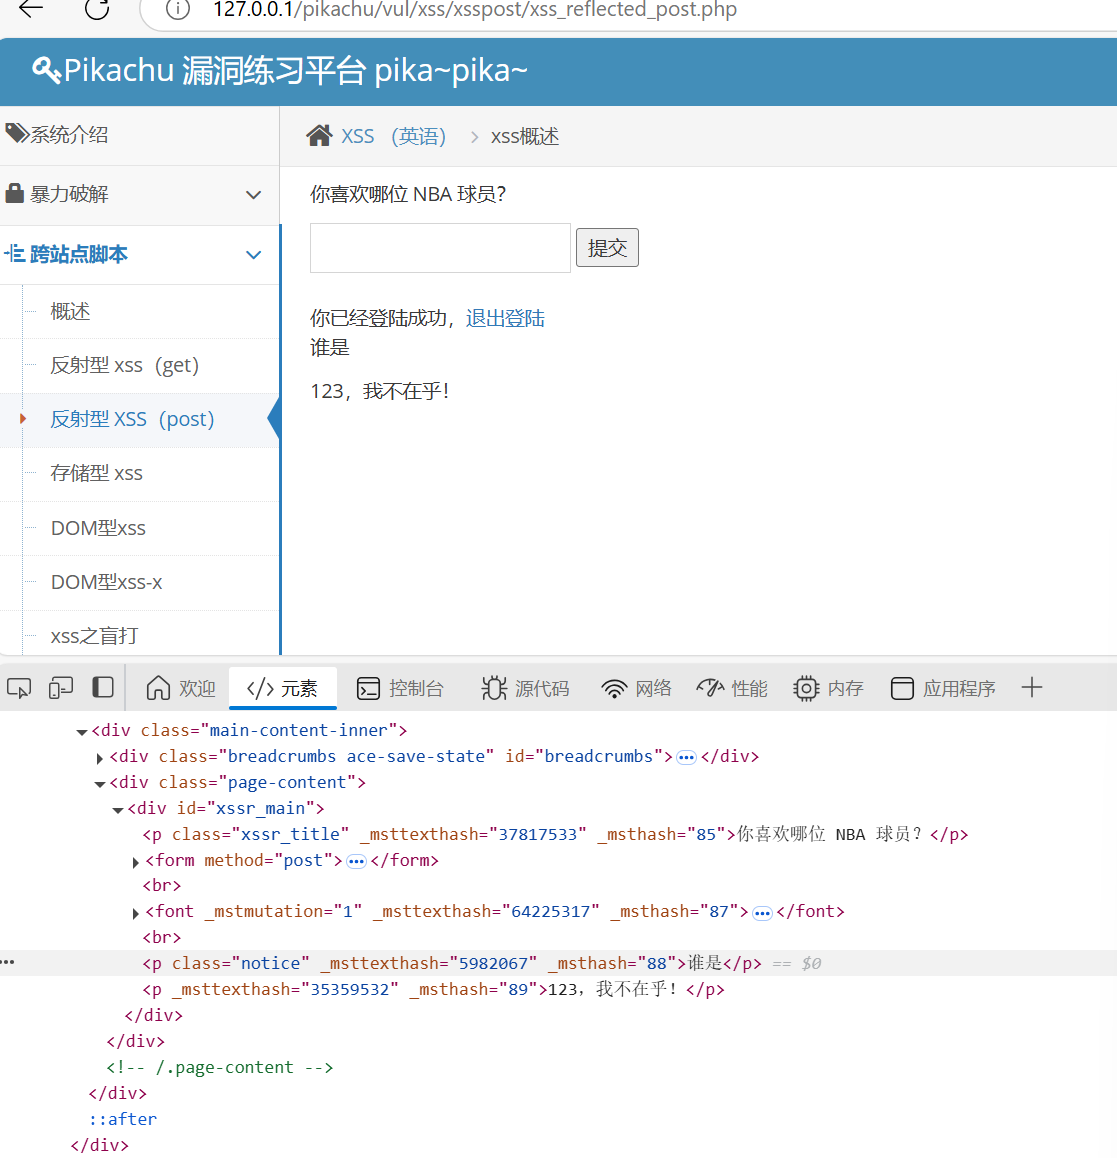 127.0.0.1/pikachu/vul/xss/xsspost/xss_reflected_post.php
Pikachu 漏洞练习平台 pika~pika~
系统介绍
XSS （英语） > xss概述
暴力破解
你喜欢哪位 NBA 球员？
提交
跨站点脚本
概述
你已经登陆成功，退出登陆
谁是
反射型 xss（get）
123，我不在乎！
反射型 XSS（post）
存储型 xss
DOM型xss
DOM型xss-x
xss之盲打
欢迎 </> 元素 控制台 源代码 网络 性能 内存 应用程序
<div class="main-content-inner">
<div class="breadcrumbs ace-save-state" id="breadcrumbs">…</div>
<div class="page-content">
<div id="xssr_main">
<p class="xssr_title" _msttexthash="37817533" _msthash="85">你喜欢哪位 NBA 球员？</p>
<form method="post">…</form>
<br>
<font _mstmutation="1" _msttexthash="64225317" _msthash="87">…</font>
<br>
<p class="notice" _msttexthash="5982067" _msthash="88">谁是</p> == $0
<p _msttexthash="35359532" _msthash="89">123，我不在乎！</p>
</div>
</div>
<!-- /.page-content -->
</div>
::after
</div>